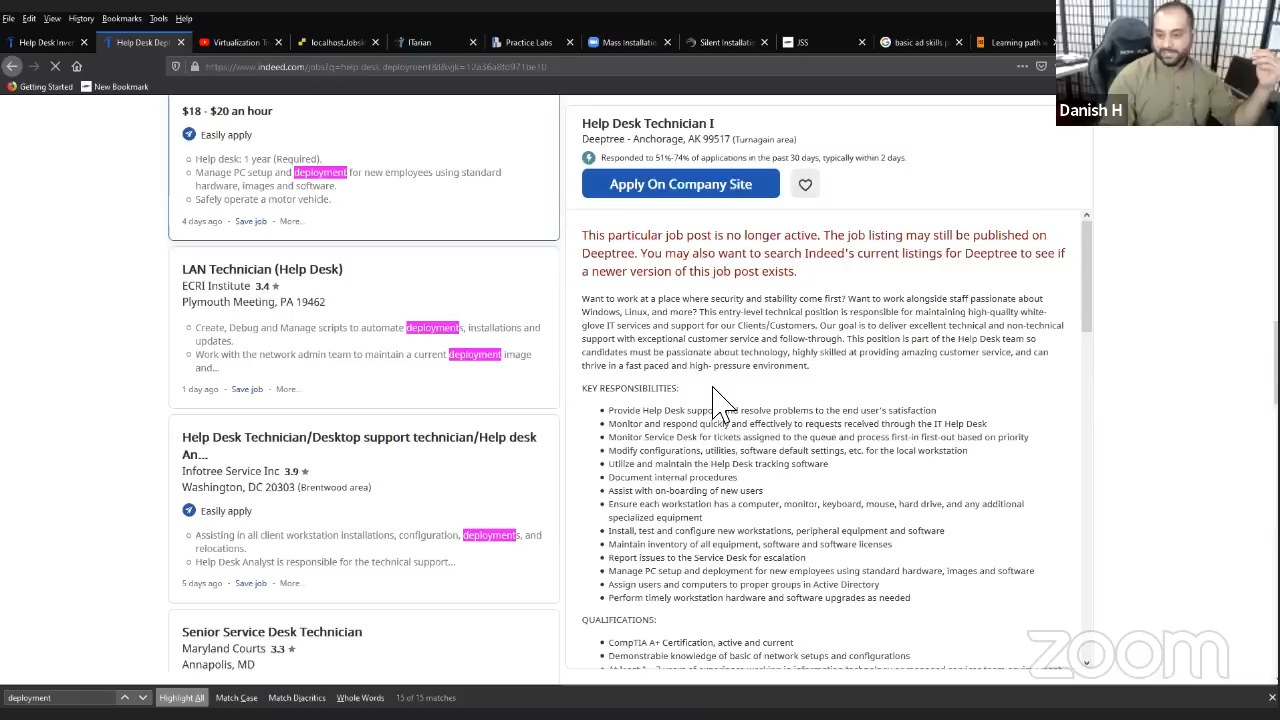 File Edit View History Bookmarks Tools Help
Help Desk Inver
Help Desk Dep
Virtualization T
localhost.Jobsk
ITarian
Practice Labs
Mass Installatio
Silent Installatio
JSS
basic ad skills p
Learning path w
https://www.indeed.com/jobs?q=help desk: deployment&l&vjk=12a36a8fd971be10
Getting Started
New Bookmark
Danish H
$18 - $20 an hour
Easily apply
Help desk: 1 year (Required).
Manage PC setup and deployment for new employees using standard
hardware, images and software.
Safely operate a motor vehicle.
4 days ago · Save job · More...
LAN Technician (Help Desk)
ECRI Institute 3.4
Plymouth Meeting, PA 19462
Create, Debug and Manage scripts to automate deployments, installations and
updates.
Work with the network admin team to maintain a current deployment image
and...
1 day ago · Save job · More...
Help Desk Technician/Desktop support technician/Help desk
An...
Infotree Service Inc 3.9
Washington, DC 20303 (Brentwood area)
Easily apply
Assisting in all client workstation installations, configuration, deployments, and
relocations.
Help Desk Analyst is responsible for the technical support...
5 days ago · Save job · More...
Senior Service Desk Technician
Maryland Courts 3.3
Annapolis, MD
Help Desk Technician I
Deeptree - Anchorage, AK 99517 (Turnagain area)
Responded to 51%-74% of applications in the past 30 days, typically within 2 days.
Apply On Company Site
This particular job post is no longer active. The job listing may still be published on
Deeptree. You may also want to search Indeed's current listings for Deeptree to see if
a newer version of this job post exists.
Want to work at a place where security and stability come first? Want to work alongside staff passionate about
Windows, Linux, and more? This entry-level technical position is responsible for maintaining high-quality white-
glove IT services and support for our Clients/Customers. Our goal is to deliver excellent technical and non-technical
support with exceptional customer service and follow-through. This position is part of the Help Desk team so
candidates must be passionate about technology, highly skilled at providing amazing customer service, and can
thrive in a fast paced and high- pressure environment.
KEY RESPONSIBILITIES:
Provide Help Desk support resolve problems to the end user's satisfaction
Monitor and respond quickly and effectively to requests received through the IT Help Desk
Monitor Service Desk for tickets assigned to the queue and process first-in first-out based on priority
Modify configurations, utilities, software default settings, etc. for the local workstation
Utilize and maintain the Help Desk tracking software
Document internal procedures
Assist with on-boarding of new users
Ensure each workstation has a computer, monitor, keyboard, mouse, hard drive, and any additional
specialized equipment
Install, test and configure new workstations, peripheral equipment and software
Maintain inventory of all equipment, software and software licenses
Report issues to the Service Desk for escalation
Manage PC setup and deployment for new employees using standard hardware, images and software
Assign users and computers to proper groups in Active Directory
Perform timely workstation hardware and software upgrades as needed
QUALIFICATIONS:
CompTIA A+ Certification, active and current
Demonstrable knowledge of basic of network setups and configurations
zoom
deployment
Highlight All Match Case Match Diacritics Whole Words 15 of 15 matches